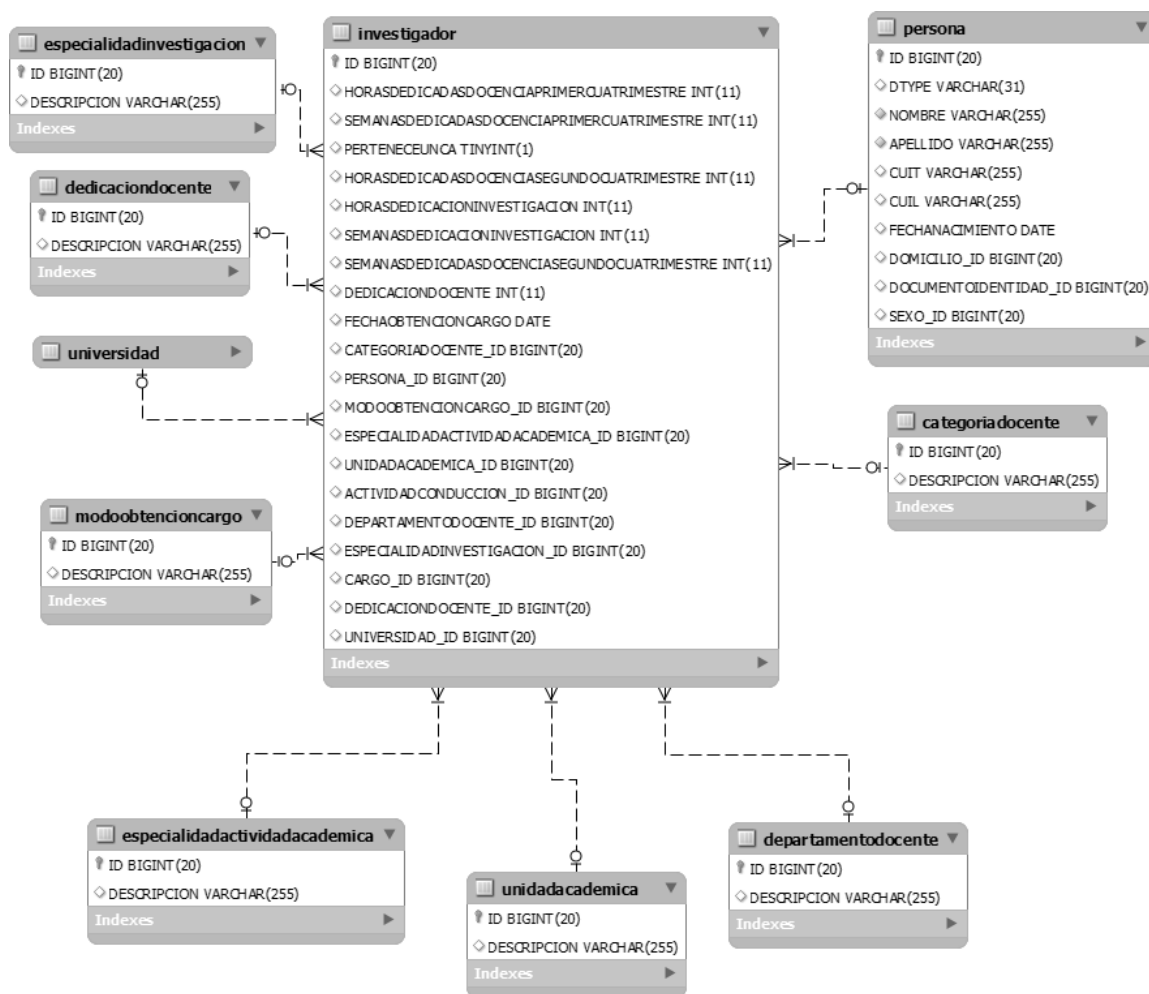 especialidadinvestigacion
ID BIGINT(20)
DESCRIPCION VARCHAR(255)
Indexes
dedicaciondocente
ID BIGINT(20)
DESCRIPCION VARCHAR(255)
Indexes
universidad
modoobtencioncargo
ID BIGINT(20)
DESCRIPCION VARCHAR(255)
Indexes
investigador
ID BIGINT(20)
HORASDEDICADASDOCENCIAPRIMERCUATRIMESTRE INT(11)
SEMANASDEDICADASDOCENCIAPRIMERCUATRIMESTRE INT(11)
PERTENECEUNCA TINYINT(1)
HORASDEDICADASDOCENCIASEGUNDOCUATRIMESTRE INT(11)
HORASDEDICACIONINVESTIGACION INT(11)
SEMANASDEDICACIONINVESTIGACION INT(11)
SEMANASDEDICADASDOCENCIASEGUNDOCUATRIMESTRE INT(11)
DEDICACIONDOCENTE INT(11)
FECHAOBTENCIONCARGO DATE
CATEGORIADOCENTE_ID BIGINT(20)
PERSONA_ID BIGINT(20)
MODOOBTENCIONCARGO_ID BIGINT(20)
ESPECIALIDADACTIVIDADACADEMICA_ID BIGINT(20)
UNIDADACADEMICA_ID BIGINT(20)
ACTIVIDADCONDUCCION_ID BIGINT(20)
DEPARTAMENTODOCENTE_ID BIGINT(20)
ESPECIALIDADINVESTIGACION_ID BIGINT(20)
CARGO_ID BIGINT(20)
DEDICACIONDOCENTE_ID BIGINT(20)
UNIVERSIDAD_ID BIGINT(20)
Indexes
persona
ID BIGINT(20)
DTYPE VARCHAR(31)
NOMBRE VARCHAR(255)
APELLIDO VARCHAR(255)
CUIT VARCHAR(255)
CUIL VARCHAR(255)
FECHANACIMIENTO DATE
DOMICILIO_ID BIGINT(20)
DOCUMENTOIDENTIDAD_ID BIGINT(20)
SEXO_ID BIGINT(20)
Indexes
categoriadocente
ID BIGINT(20)
DESCRIPCION VARCHAR(255)
Indexes
especialidadactividadacademica
ID BIGINT(20)
DESCRIPCION VARCHAR(255)
Indexes
unidadacademica
ID BIGINT(20)
DESCRIPCION VARCHAR(255)
Indexes
departamentodocente
ID BIGINT(20)
DESCRIPCION VARCHAR(255)
Indexes